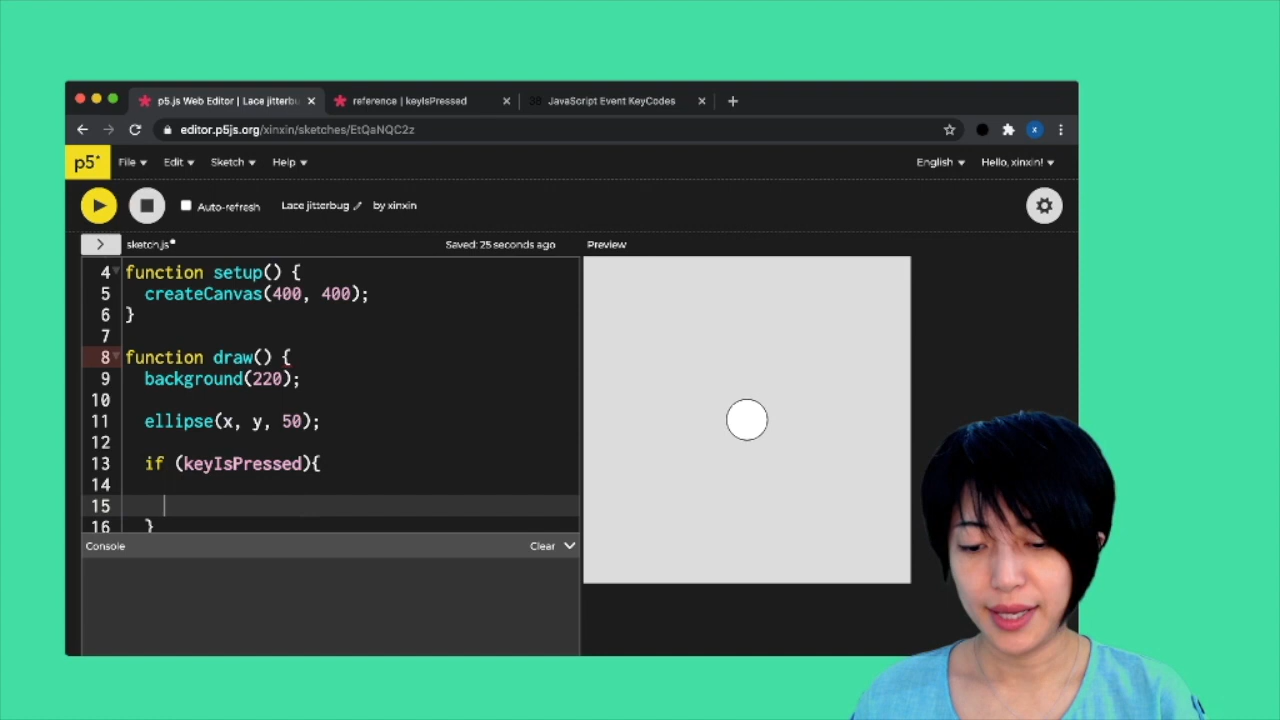 p5.js Web Editor | Lace jitterbu
reference | keyIsPressed
JavaScript Event KeyCodes
editor.p5js.org/xinxin/sketches/EtQaNQC2z
x
p5* File Edit Sketch Help English Hello, xinxin!
Auto-refresh Lace jitterbug by xinxin
> sketch.js* Saved: 25 seconds ago Preview
4 function setup() {
5 createCanvas(400, 400);
6 }
7
8 function draw() {
9 background(220);
10
11 ellipse(x, y, 50);
12
13 if (keyIsPressed){
14
15
16 }
Console Clear